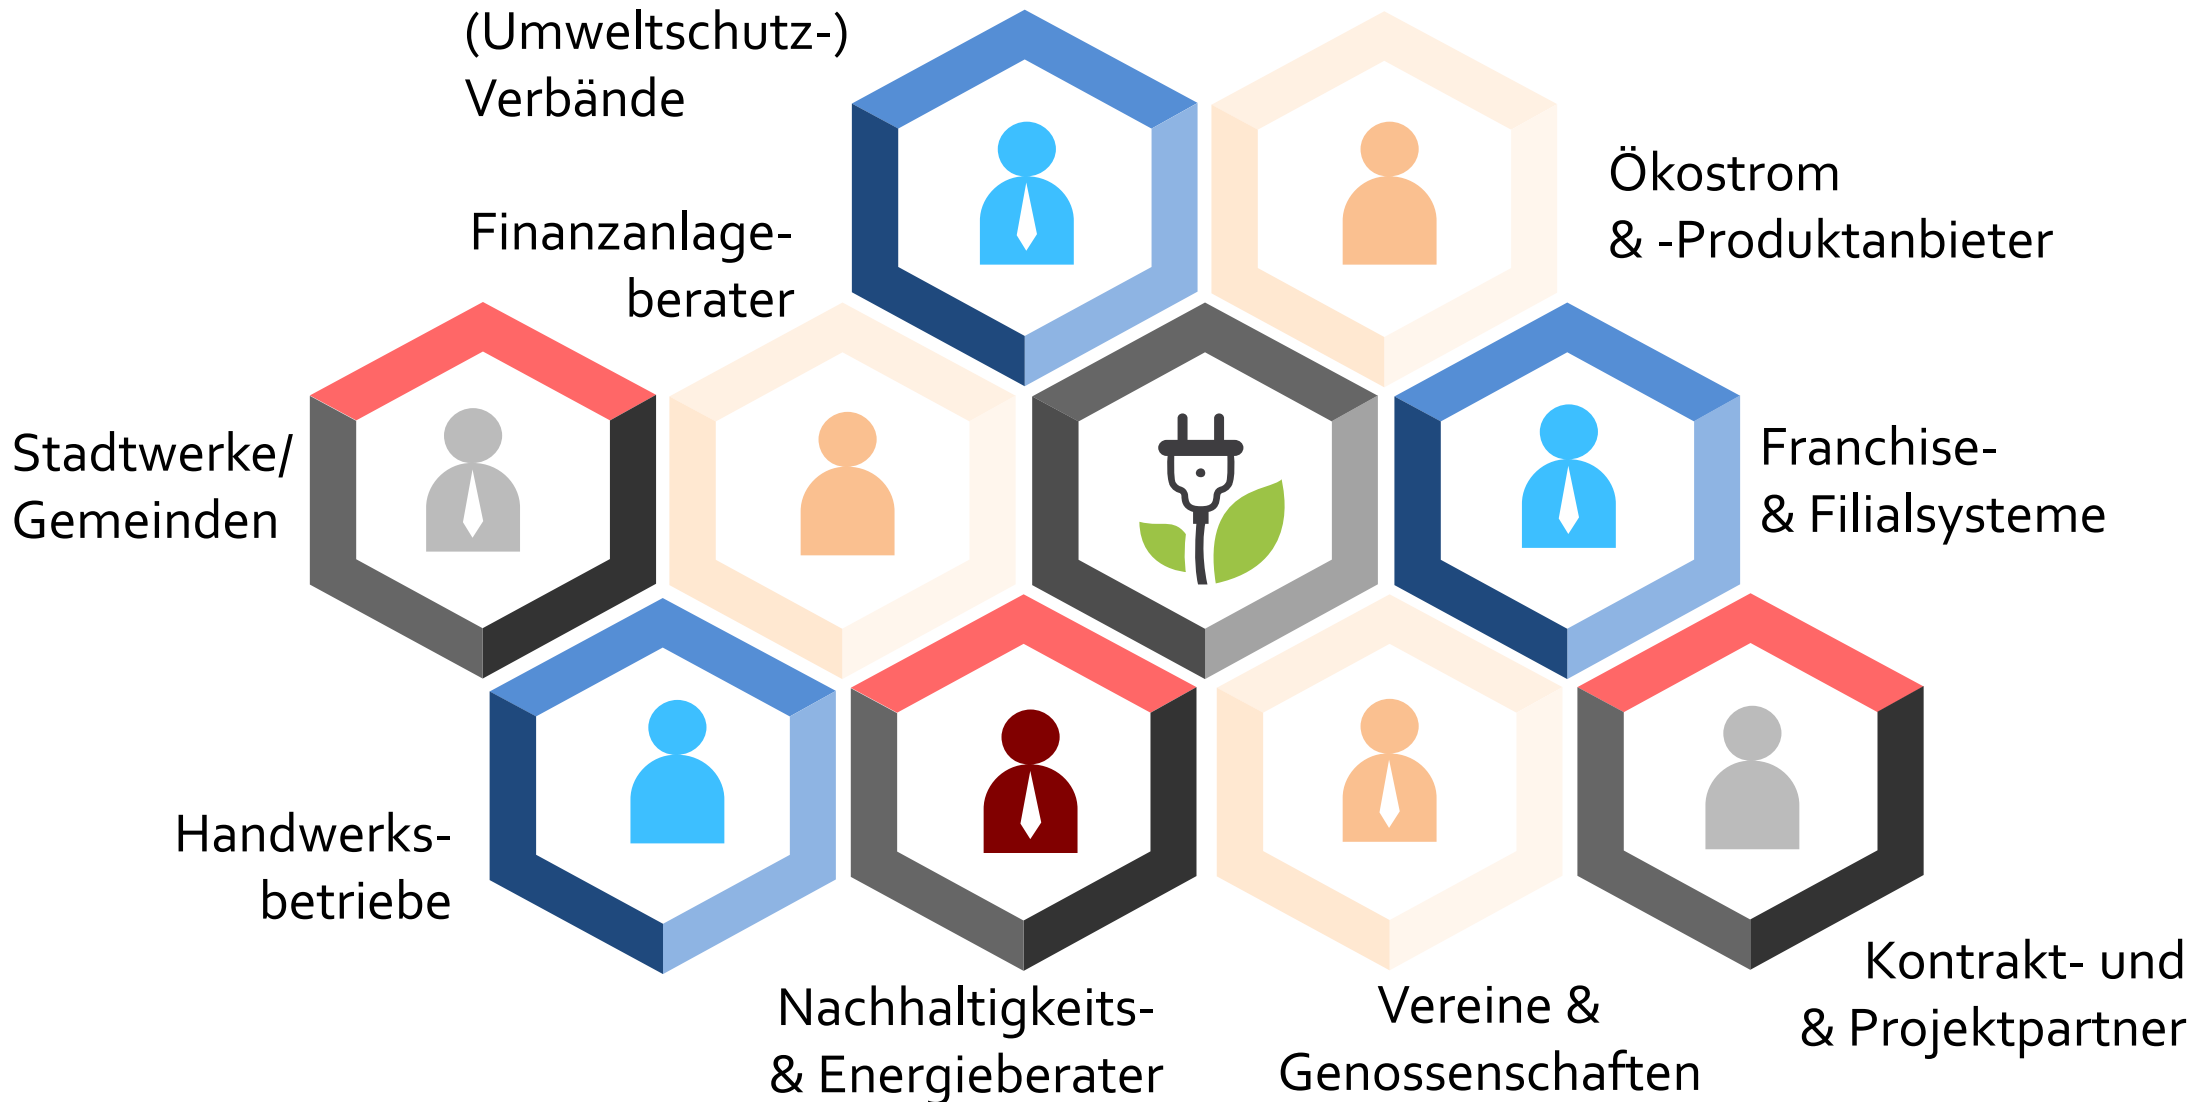 (Umweltschutz-)
Verbände
Ökostrom
& -Produktanbieter
Finanzanlage-
berater
Stadtwerke/
Gemeinden
Franchise-
& Filialsysteme
Handwerks-
betriebe
Nachhaltigkeits-
& Energieberater
Vereine &
Genossenschaften
Kontrakt- und
& Projektpartner